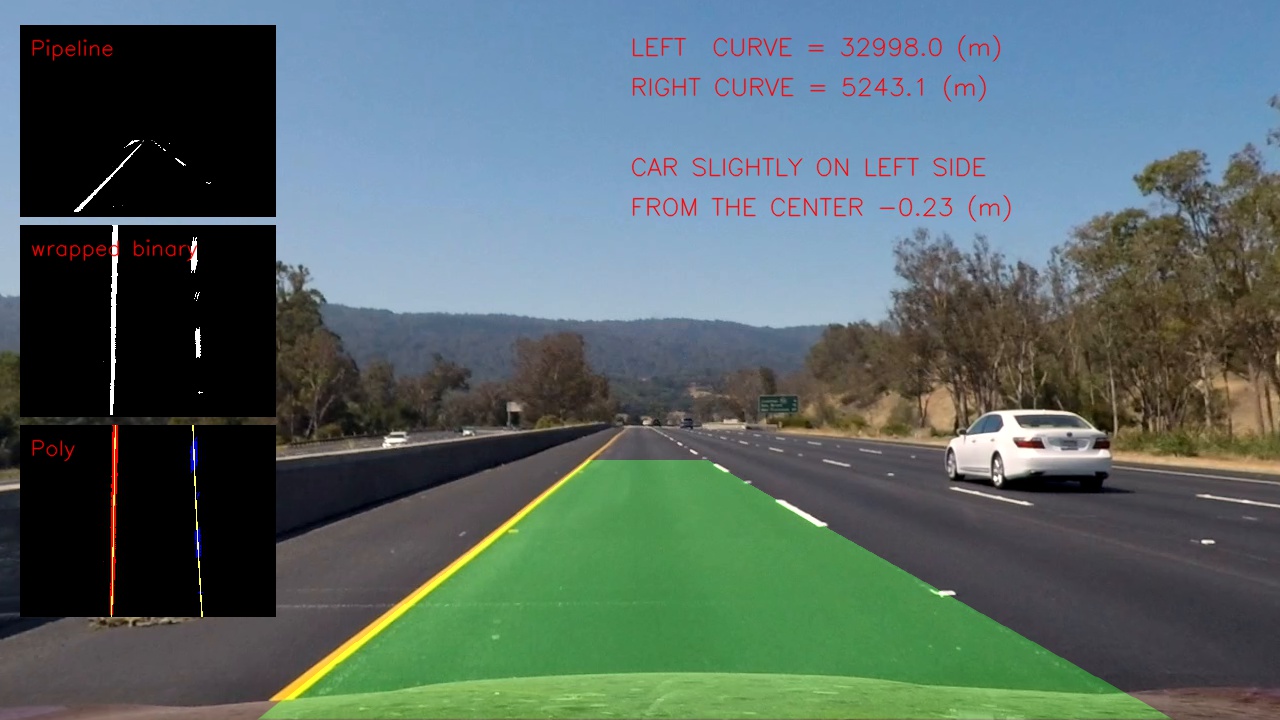 Pipeline
wrapped binary
Poly
LEFT CURVE = 32998.0 (m)
RIGHT CURVE = 5243.1 (m)
CAR SLIGHTLY ON LEFT SIDE
FROM THE CENTER -0.23 (m)